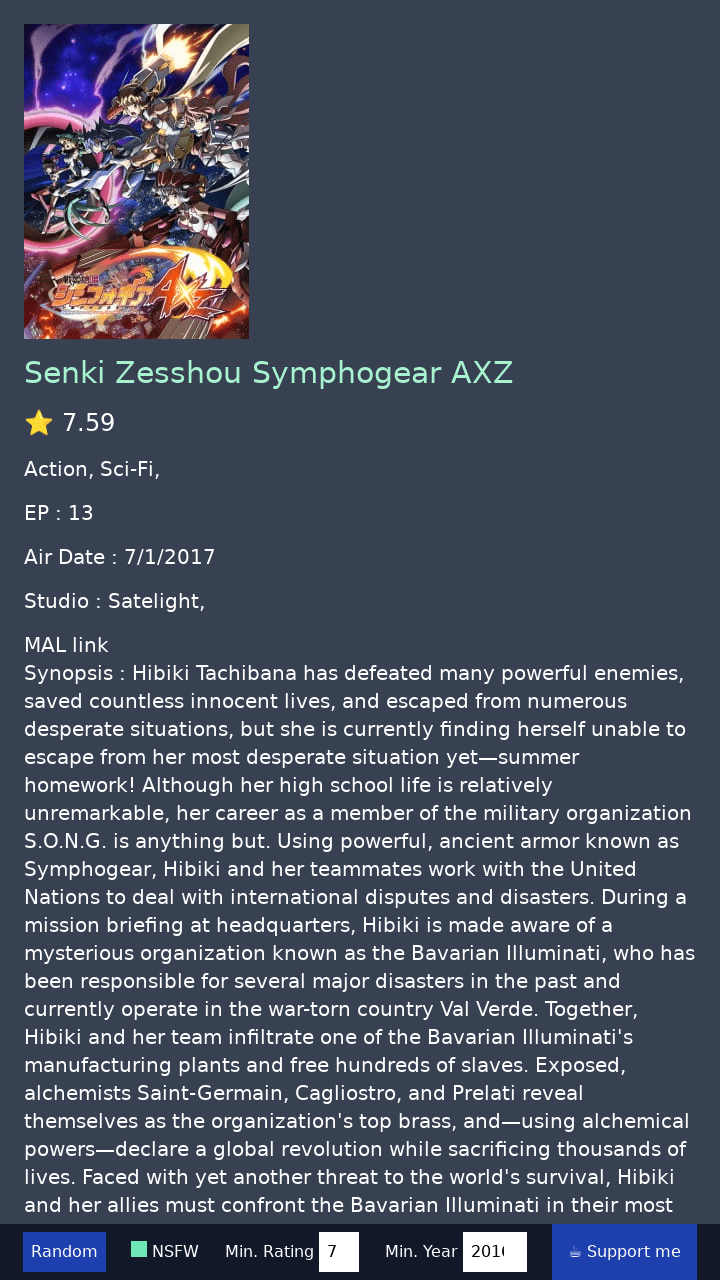 シンフォギア AXZ
Senki Zesshou Symphogear AXZ
⭐ 7.59
Action, Sci-Fi,
EP : 13
Air Date : 7/1/2017
Studio : Satelight,
MAL link
Synopsis : Hibiki Tachibana has defeated many powerful enemies,
saved countless innocent lives, and escaped from numerous
desperate situations, but she is currently finding herself unable to
escape from her most desperate situation yet—summer
homework! Although her high school life is relatively
unremarkable, her career as a member of the military organization
S.O.N.G. is anything but. Using powerful, ancient armor known as
Symphogear, Hibiki and her teammates work with the United
Nations to deal with international disputes and disasters. During a
mission briefing at headquarters, Hibiki is made aware of a
mysterious organization known as the Bavarian Illuminati, who has
been responsible for several major disasters in the past and
currently operate in the war-torn country Val Verde. Together,
Hibiki and her team infiltrate one of the Bavarian Illuminati's
manufacturing plants and free hundreds of slaves. Exposed,
alchemists Saint-Germain, Cagliostro, and Prelati reveal
themselves as the organization's top brass, and—using alchemical
powers—declare a global revolution while sacrificing thousands of
lives. Faced with yet another threat to the world's survival, Hibiki
and her allies must confront the Bavarian Illuminati in their most
Random NSFW Min. Rating 7 Min. Year 2016 ☕ Support me